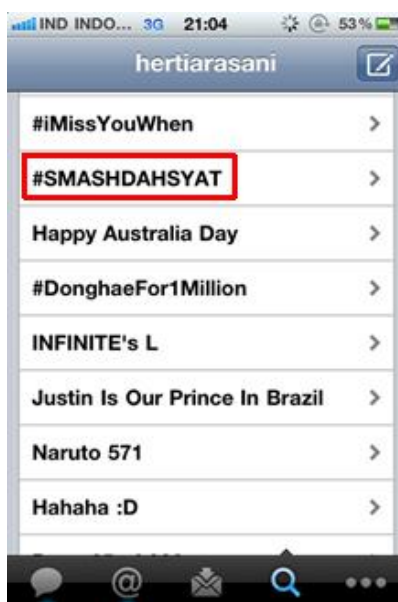 IND INDO... 3G 21:04 53%
hertiarasani
#iMissYouWhen
#SMASHDAHSYAT
Happy Australia Day
#DonghaeFor1Million
INFINITE's L
Justin Is Our Prince In Brazil
Naruto 571
Hahaha :D